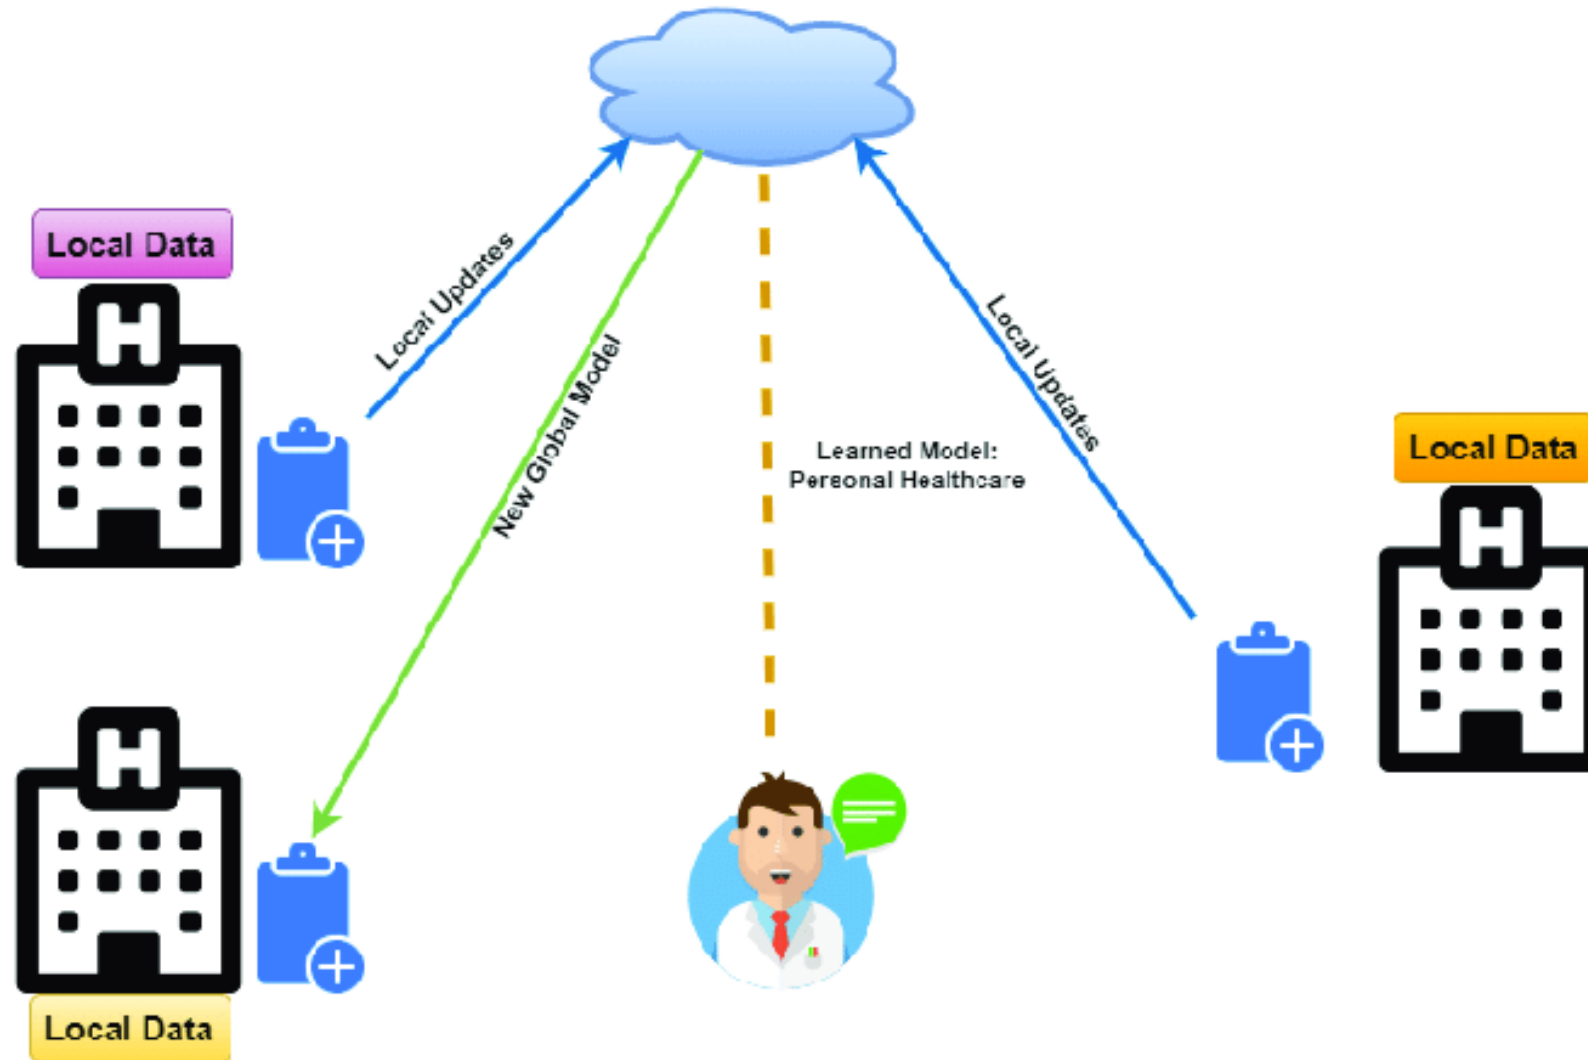 Local Data
H
Local Updates
New Global Model
Learned Model:
Personal Healthcare
Local Updates
Local Data
H
H
Local Data